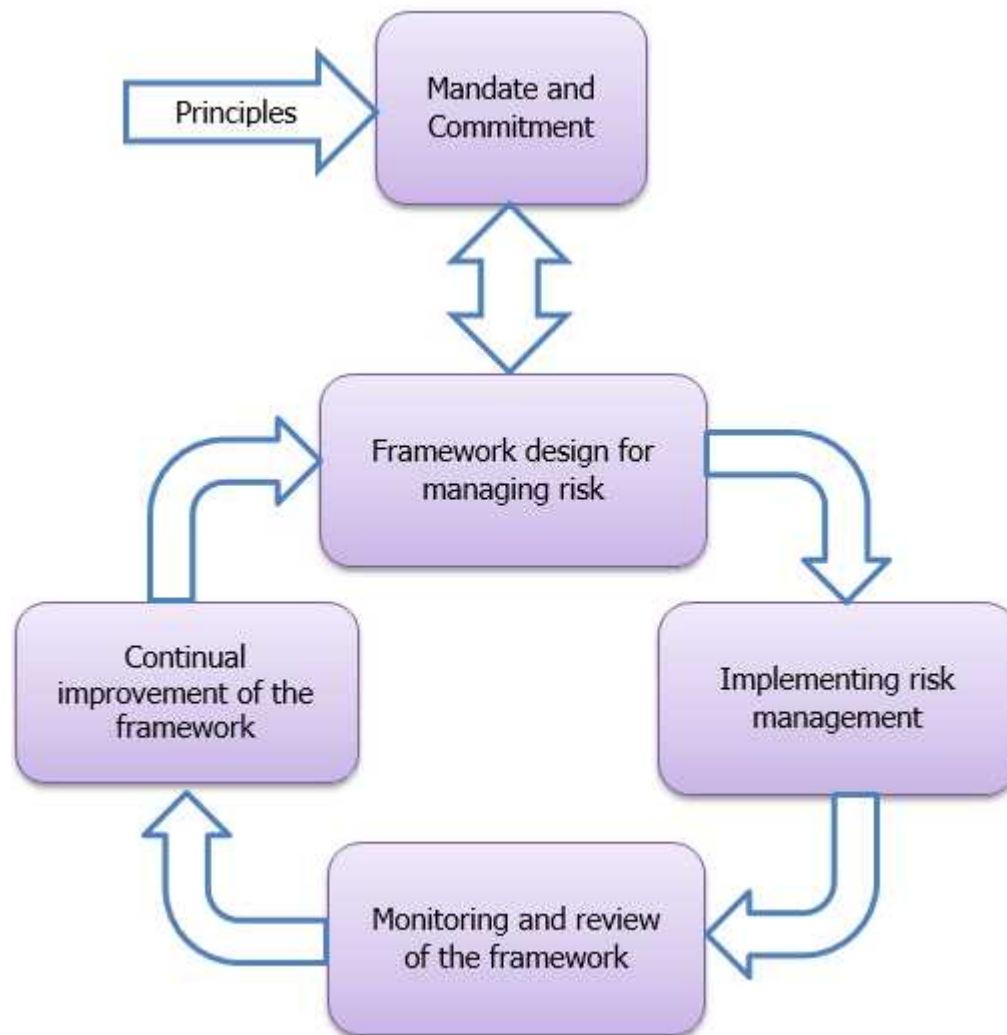 Principles
Mandate and
Commitment
Framework design for
managing risk
Continual
improvement of the
framework
Implementing risk
management
Monitoring and review
of the framework